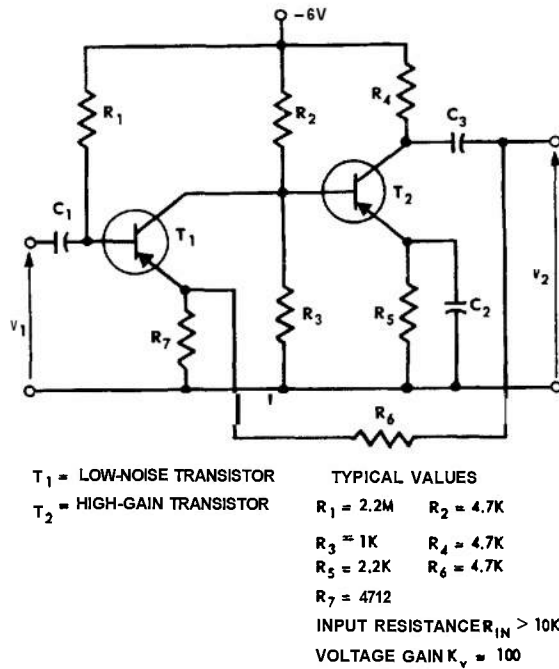 -6V
R1
R2
R4
C3
C1
T1
T2
V1
V2
R7
R3
R5
C2
R6
T1 = LOW-NOISE TRANSISTOR
T2 = HIGH-GAIN TRANSISTOR
TYPICAL VALUES
R1 = 2.2M R2 = 4.7K
R3 = 1K R4 = 4.7K
R5 = 2.2K R6 = 4.7K
R7 = 4712
INPUT RESISTANCE RIN > 10K
VOLTAGE GAIN Kv = 100